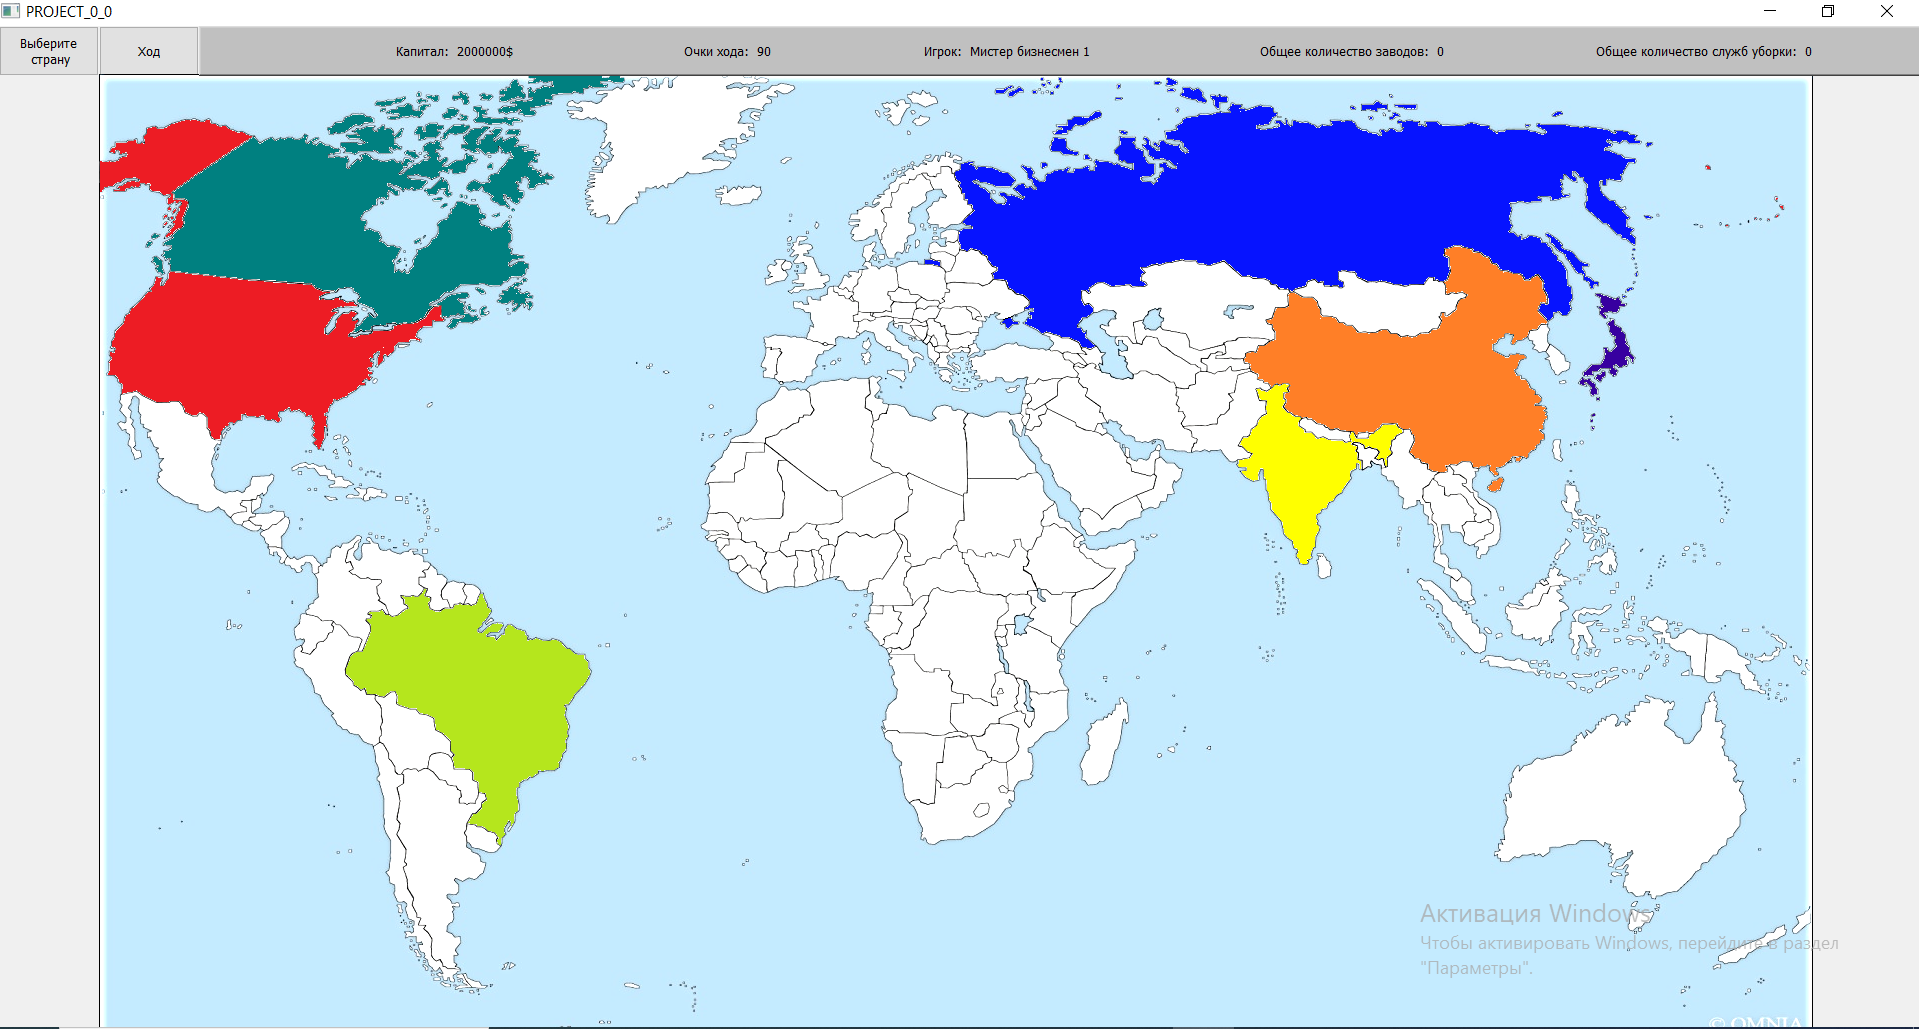 PROJECT_0_0
Выберите
страну
Ход
Капитал: 2000000$
Очки хода: 90
Игрок: Мистер бизнесмен 1
Общее количество заводов: 0
Общее количество служб уборки: 0
Активация Windows
Чтобы активировать Windows, перейдите в раздел
"Параметры".
© OMNIA